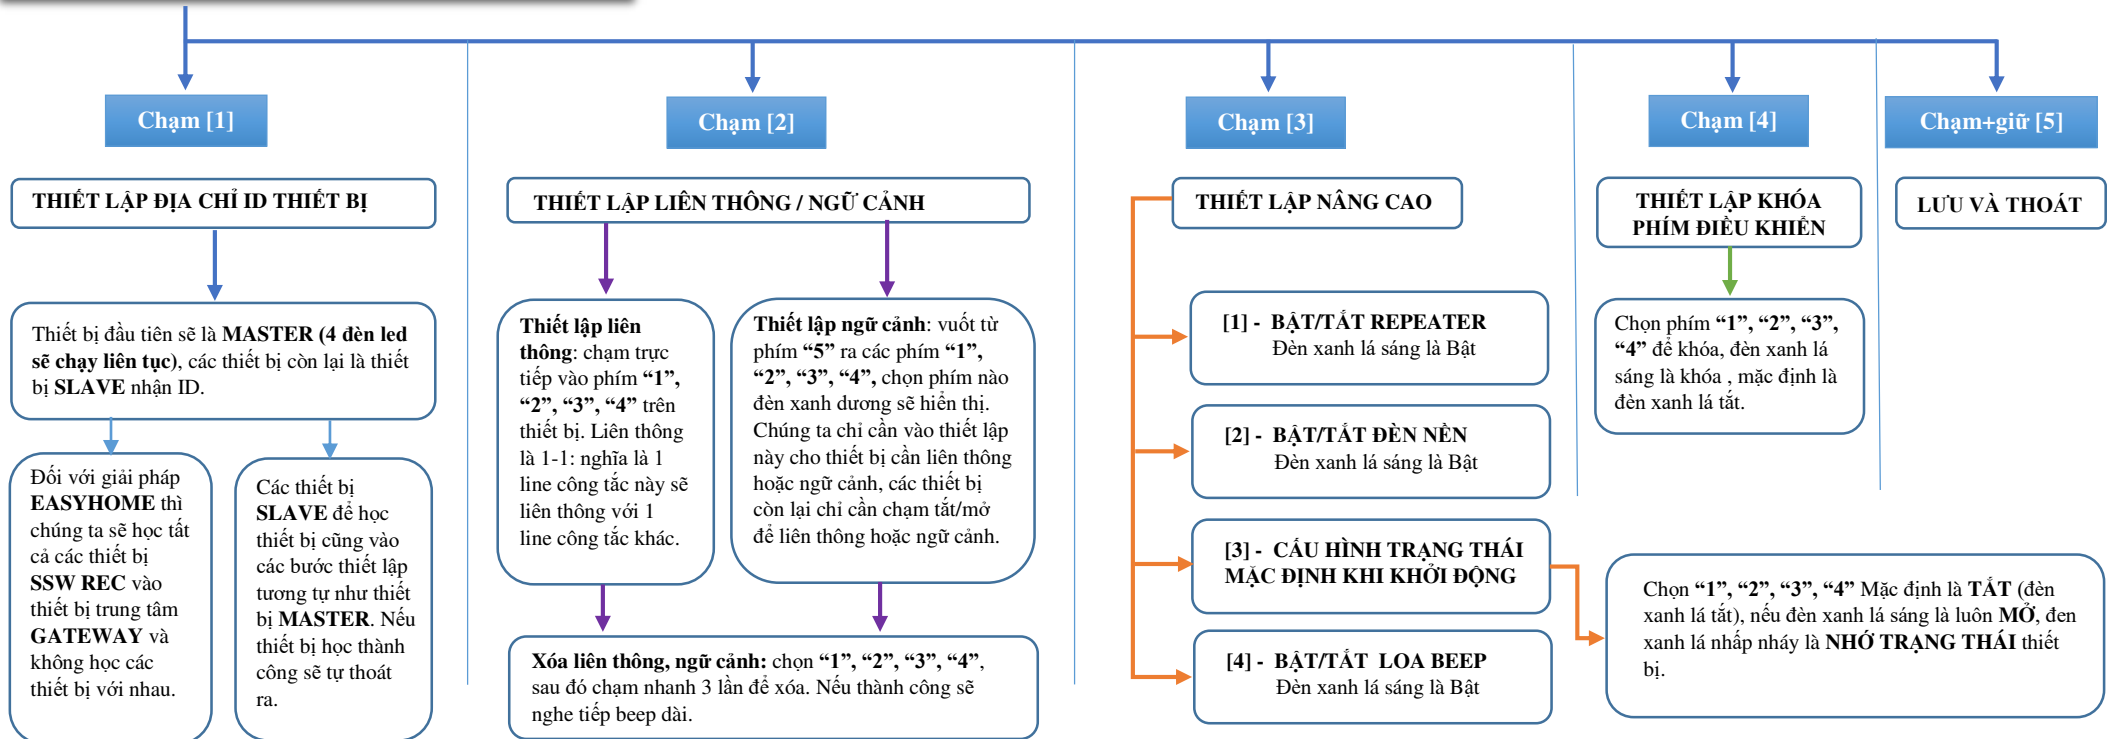 Chạm [1]
Chạm [2]
Chạm [3]
Chạm [4]
Chạm+giữ [5]
THIẾT LẬP ĐỊA CHỈ ID THIẾT BỊ
Thiết bị đầu tiên sẽ là MASTER (4 đèn led
sẽ chạy liên tục), các thiết bị còn lại là thiết
bị SLAVE nhận ID.
Đối với giải pháp
EASYHOME thì
chúng ta sẽ học tất
cả các thiết bị
SSW REC vào
thiết bị trung tâm
GATEWAY và
không học các
thiết bị với nhau.
Các thiết bị
SLAVE để học
thiết bị cũng vào
các bước thiết lập
tương tự như thiết
bị MASTER. Nếu
thiết bị học thành
công sẽ tự thoát
ra.
THIẾT LẬP LIÊN THÔNG / NGỮ CẢNH
Thiết lập liên
thông: chạm trực
tiếp vào phím “1”,
“2”, “3”, “4” trên
thiết bị. Liên thông
là 1-1: nghĩa là 1
line công tắc này sẽ
liên thông với 1
line công tắc khác.
Thiết lập ngữ cảnh: vuốt từ
phím “5” ra các phím “1”,
“2”, “3”, “4”, chọn phím nào
đèn xanh dương sẽ hiển thị.
Chúng ta chỉ cần vào thiết lập
này cho thiết bị cần liên thông
hoặc ngữ cảnh, các thiết bị
còn lại chỉ cần chạm tắt/mở
để liên thông hoặc ngữ cảnh.
Xóa liên thông, ngữ cảnh: chọn “1”, “2”, “3”, “4”,
sau đó chạm nhanh 3 lần để xóa. Nếu thành công sẽ
nghe tiếp beep dài.
THIẾT LẬP NÂNG CAO
[1] - BẬT/TẮT REPEATER
Đèn xanh lá sáng là Bật
[2] - BẬT/TẮT ĐÈN NỀN
Đèn xanh lá sáng là Bật
[3] - CẤU HÌNH TRẠNG THÁI
MẶC ĐỊNH KHI KHỞI ĐỘNG
[4] - BẬT/TẮT LOA BEEP
Đèn xanh lá sáng là Bật
Chọn “1”, “2”, “3”, “4” Mặc định là TẮT (đèn
xanh lá tắt), nếu đèn xanh lá sáng là luôn MỞ, đen
xanh lá nhấp nháy là NHỚ TRẠNG THÁI thiết
bị.
THIẾT LẬP KHÓA
PHÍM ĐIỀU KHIỂN
Chọn phím “1”, “2”, “3”,
“4” để khóa, đèn xanh lá
sáng là khóa , mặc định là
đèn xanh lá tắt.
LƯU VÀ THOÁT